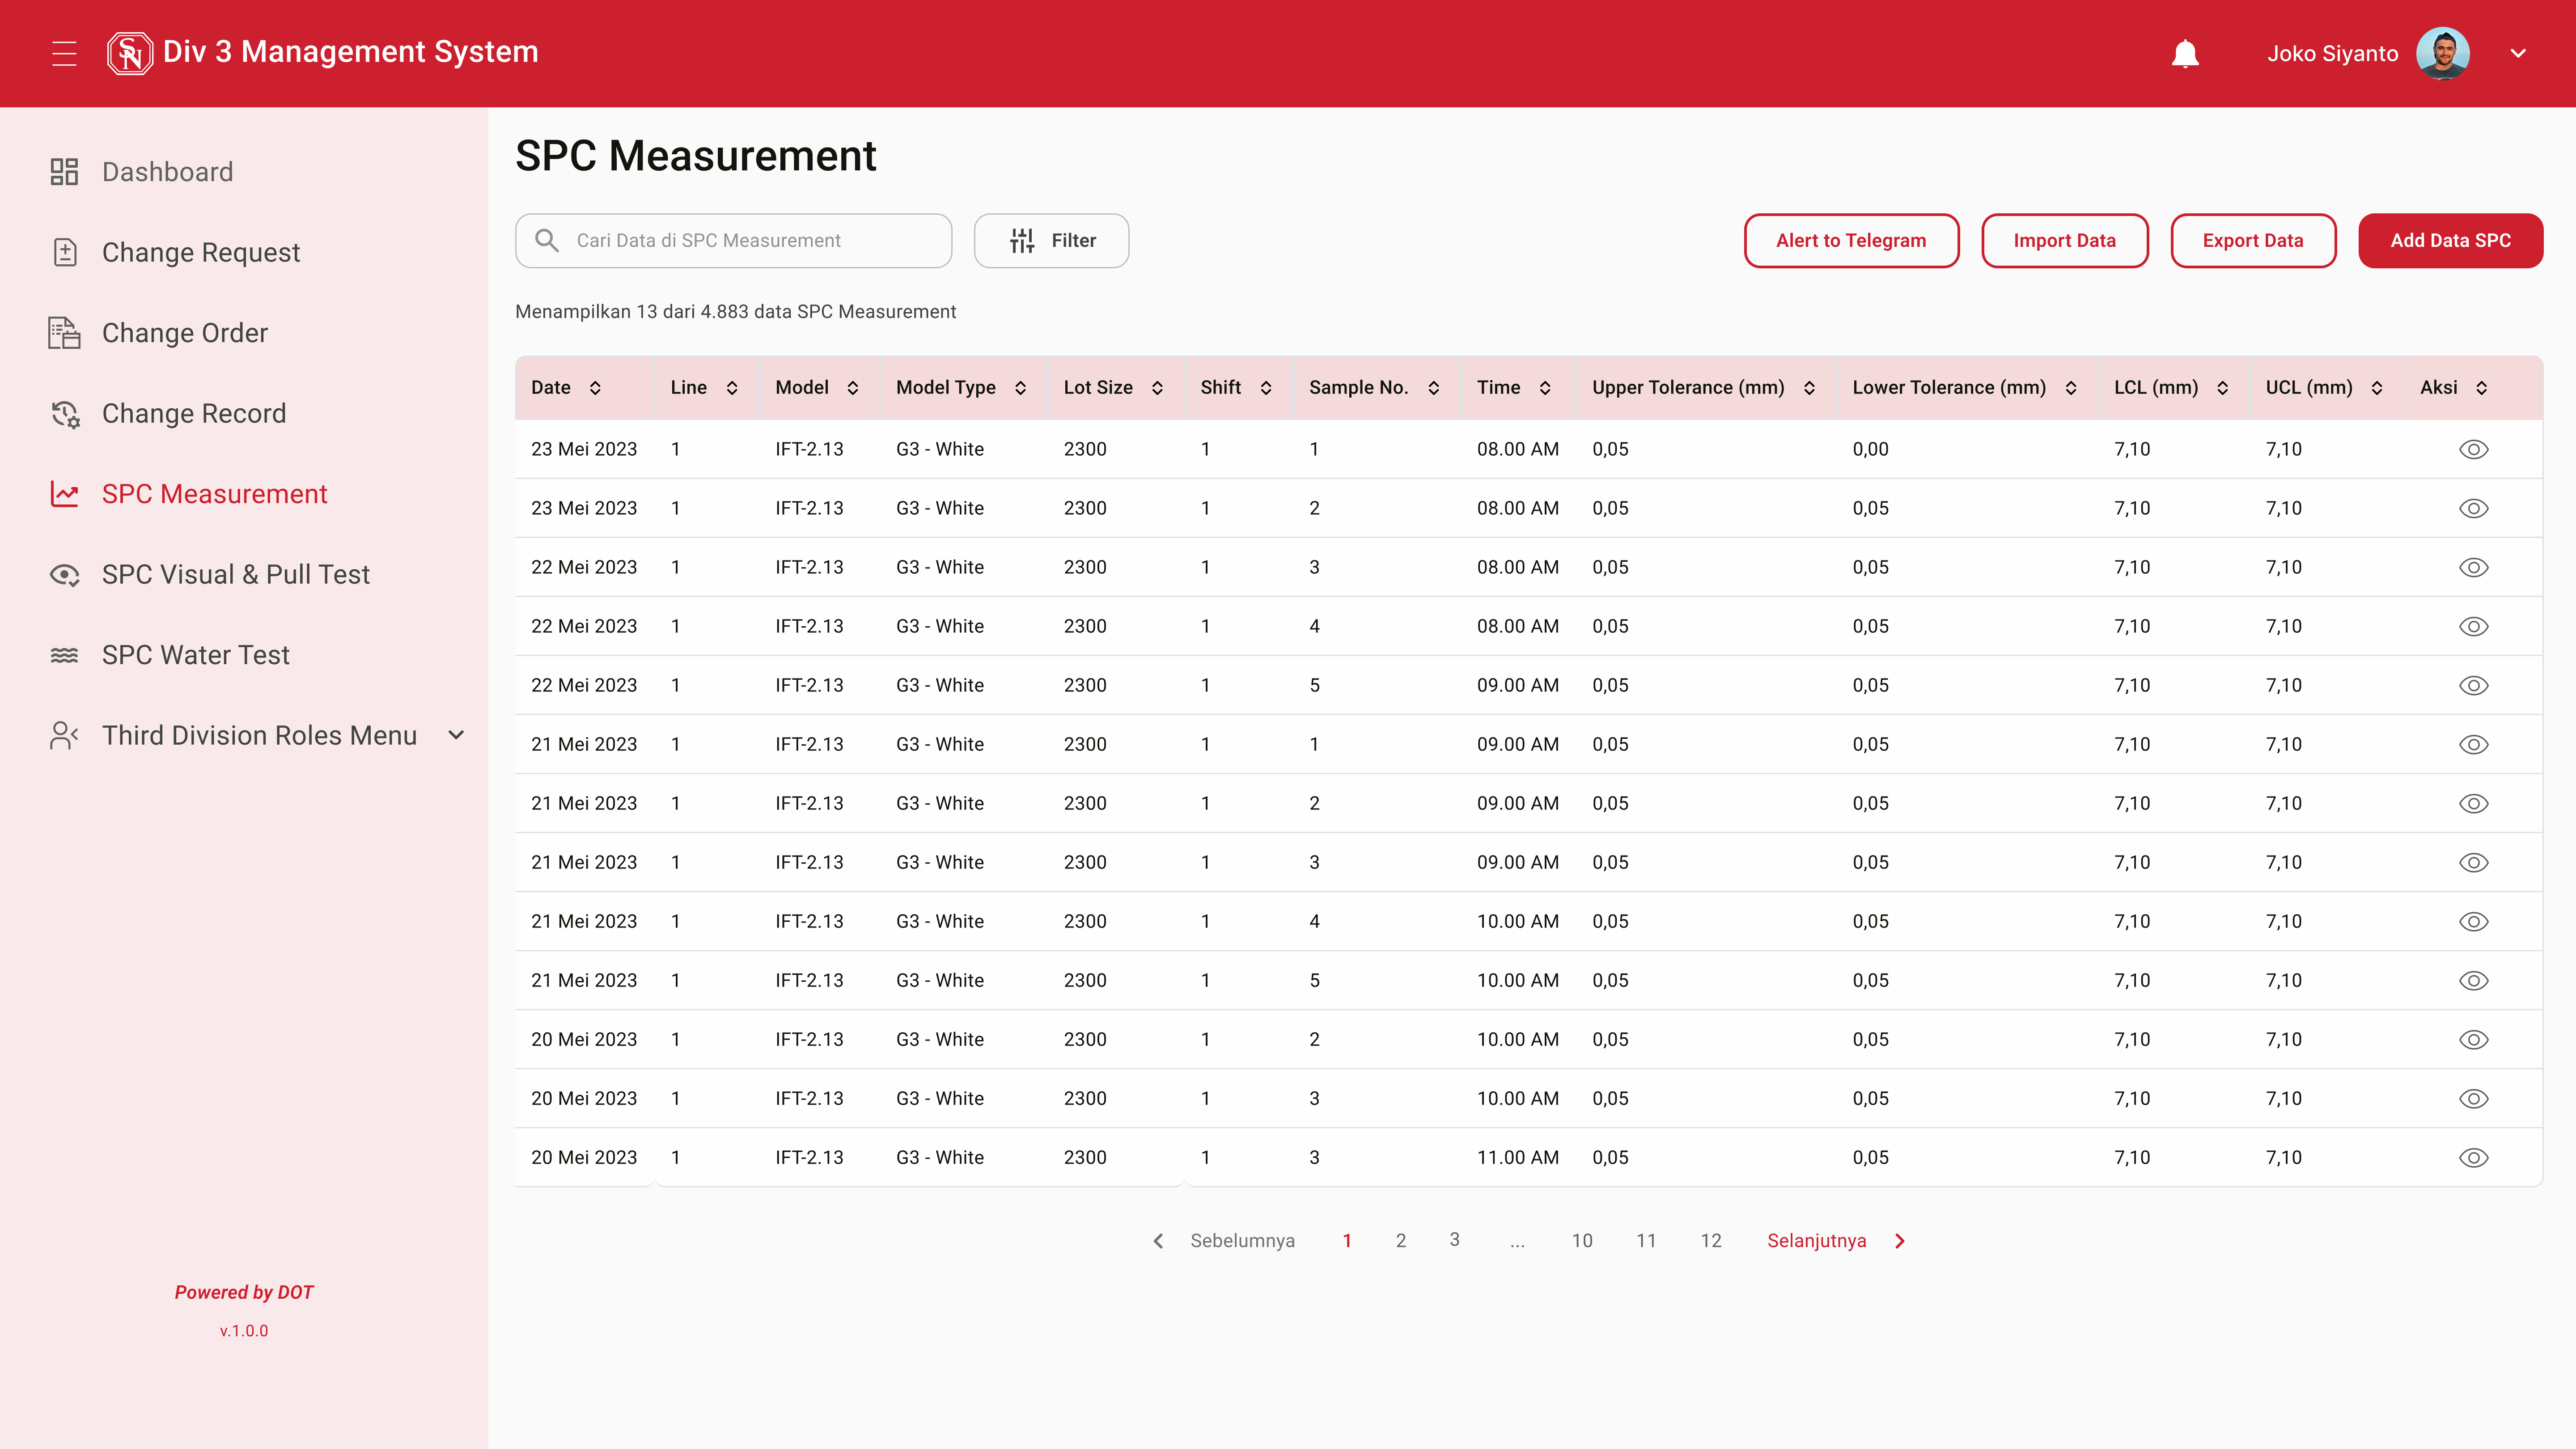 SN Div 3 Management System
Joko Siyanto
Dashboard
Change Request
Change Order
Change Record
SPC Measurement
SPC Visual & Pull Test
SPC Water Test
Third Division Roles Menu
Powered by DOT
v.1.0.0
SPC Measurement
Cari Data di SPC Measurement
Filter
Alert to Telegram
Import Data
Export Data
Add Data SPC
Menampilkan 13 dari 4.883 data SPC Measurement
Date Line Model Model Type Lot Size Shift Sample No. Time Upper Tolerance (mm) Lower Tolerance (mm) LCL (mm) UCL (mm) Aksi
23 Mei 2023 1 IFT-2.13 G3 - White 2300 1 1 08.00 AM 0,05 0,00 7,10 7,10
23 Mei 2023 1 IFT-2.13 G3 - White 2300 1 2 08.00 AM 0,05 0,05 7,10 7,10
22 Mei 2023 1 IFT-2.13 G3 - White 2300 1 3 08.00 AM 0,05 0,05 7,10 7,10
22 Mei 2023 1 IFT-2.13 G3 - White 2300 1 4 08.00 AM 0,05 0,05 7,10 7,10
22 Mei 2023 1 IFT-2.13 G3 - White 2300 1 5 09.00 AM 0,05 0,05 7,10 7,10
21 Mei 2023 1 IFT-2.13 G3 - White 2300 1 1 09.00 AM 0,05 0,05 7,10 7,10
21 Mei 2023 1 IFT-2.13 G3 - White 2300 1 2 09.00 AM 0,05 0,05 7,10 7,10
21 Mei 2023 1 IFT-2.13 G3 - White 2300 1 3 09.00 AM 0,05 0,05 7,10 7,10
21 Mei 2023 1 IFT-2.13 G3 - White 2300 1 4 10.00 AM 0,05 0,05 7,10 7,10
21 Mei 2023 1 IFT-2.13 G3 - White 2300 1 5 10.00 AM 0,05 0,05 7,10 7,10
20 Mei 2023 1 IFT-2.13 G3 - White 2300 1 2 10.00 AM 0,05 0,05 7,10 7,10
20 Mei 2023 1 IFT-2.13 G3 - White 2300 1 3 10.00 AM 0,05 0,05 7,10 7,10
20 Mei 2023 1 IFT-2.13 G3 - White 2300 1 3 11.00 AM 0,05 0,05 7,10 7,10
Sebelumnya 1 2 3 ... 10 11 12 Selanjutnya